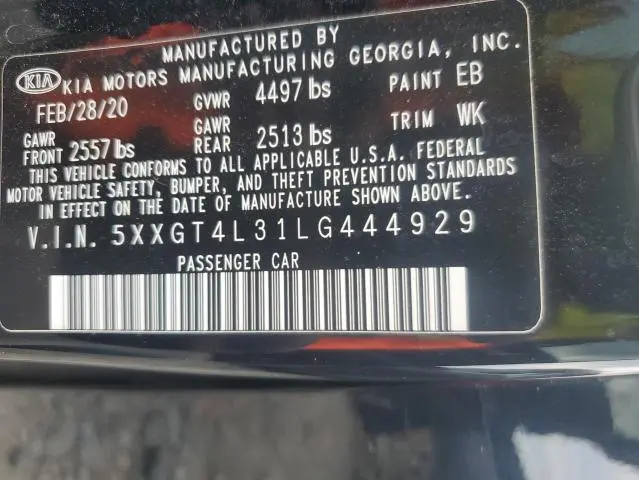 MANUFACTURED BY
KIA KIA MOTORS MANUFACTURING GEORGIA, INC.
FEB/28/20 GVWR 4497 lbs PAINT EB
GAWR FRONT 2557 lbs GAWR REAR 2513 lbs TRIM WK
THIS VEHICLE CONFORMS TO ALL APPLICABLE U.S.A. FEDERAL
MOTOR VEHICLE SAFETY, BUMPER, AND THEFT PREVENTION STANDARDS
IN EFFECT ON THE DATE OF MANUFACTURE SHOWN ABOVE.
V.I.N. 5XXGT4L31LG444929
PASSENGER CAR